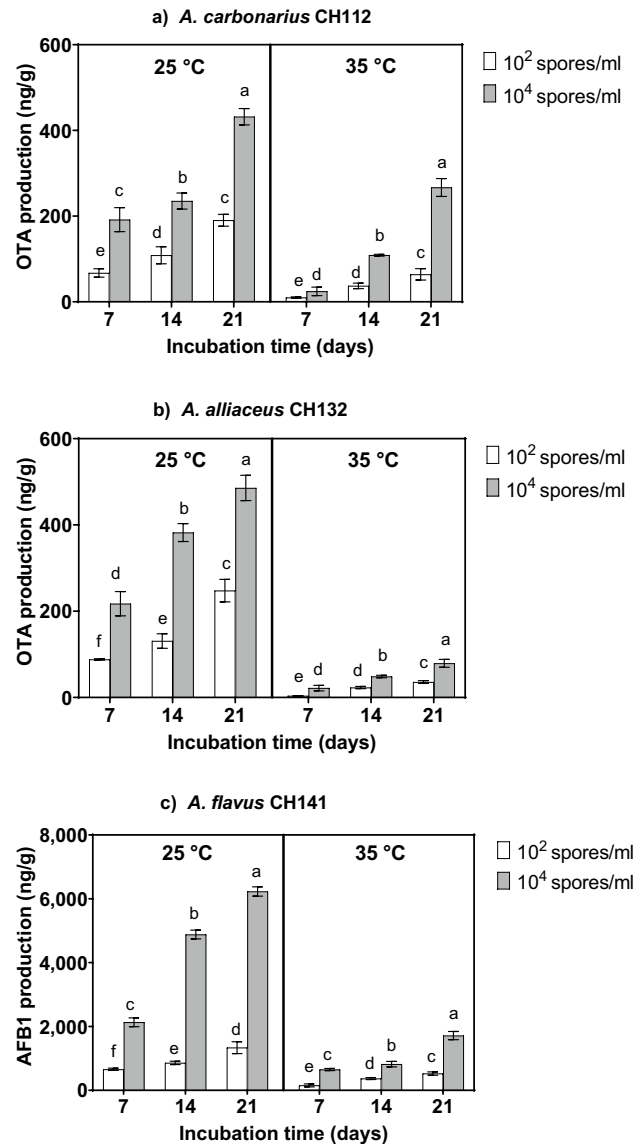 a) A. carbonarius CH112
600
400
200
0
OTA production (ng/g)
25 °C
35 °C
e
c
d
b
c
a
e
d
d
b
c
a
7 14 21 7 14 21
Incubation time (days)
10² spores/ml
10⁴ spores/ml
b) A. alliaceus CH132
600
400
200
0
OTA production (ng/g)
25 °C
35 °C
f
d
e
b
c
a
e
d
d
b
c
a
7 14 21 7 14 21
Incubation time (days)
10² spores/ml
10⁴ spores/ml
c) A. flavus CH141
8,000
6,000
4,000
2,000
0
AFB1 production (ng/g)
25 °C
35 °C
f
c
e
b
d
a
e
c
d
b
c
a
7 14 21 7 14 21
Incubation time (days)
10² spores/ml
10⁴ spores/ml